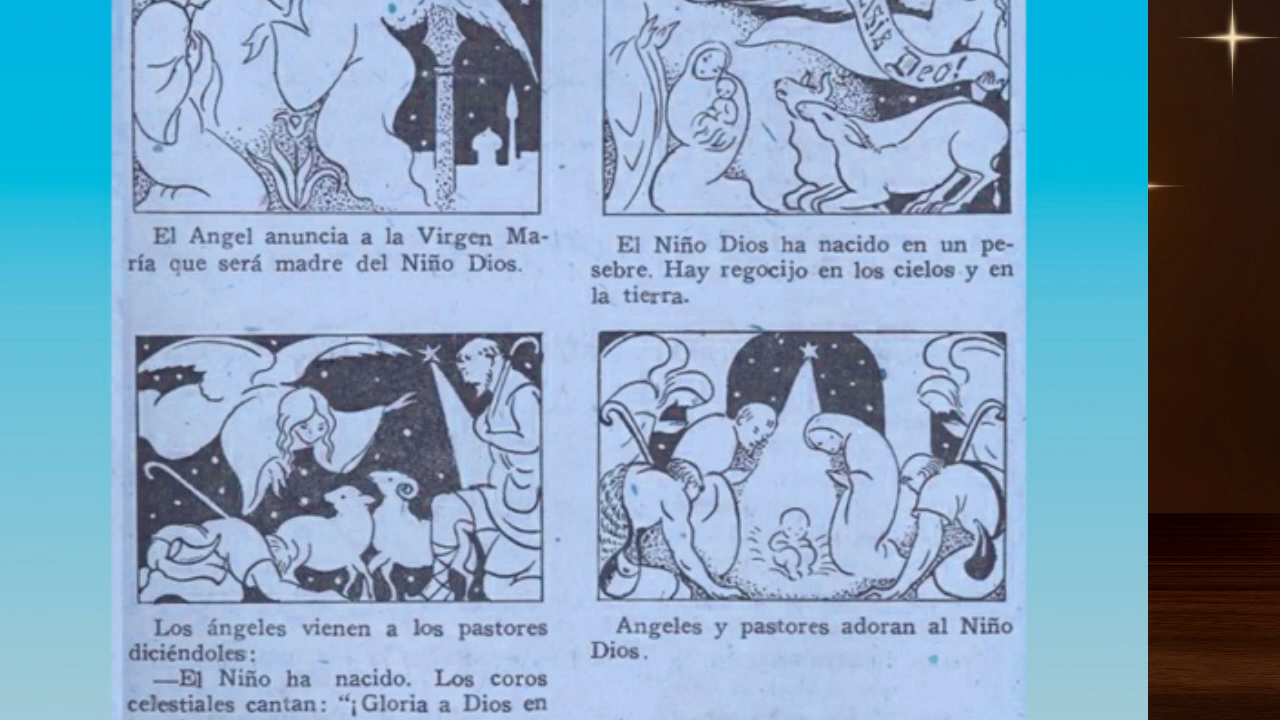 Deo!
El Angel anuncia a la Virgen Ma-
ría que será madre del Niño Dios.
El Niño Dios ha nacido en un pe-
sebre. Hay regocijo en los cielos y en
la tierra.
Los ángeles vienen a los pastores
diciéndoles:
—El Niño ha nacido. Los coros
celestiales cantan: “¡Gloria a Dios en
Angeles y pastores adoran al Niño
Dios.